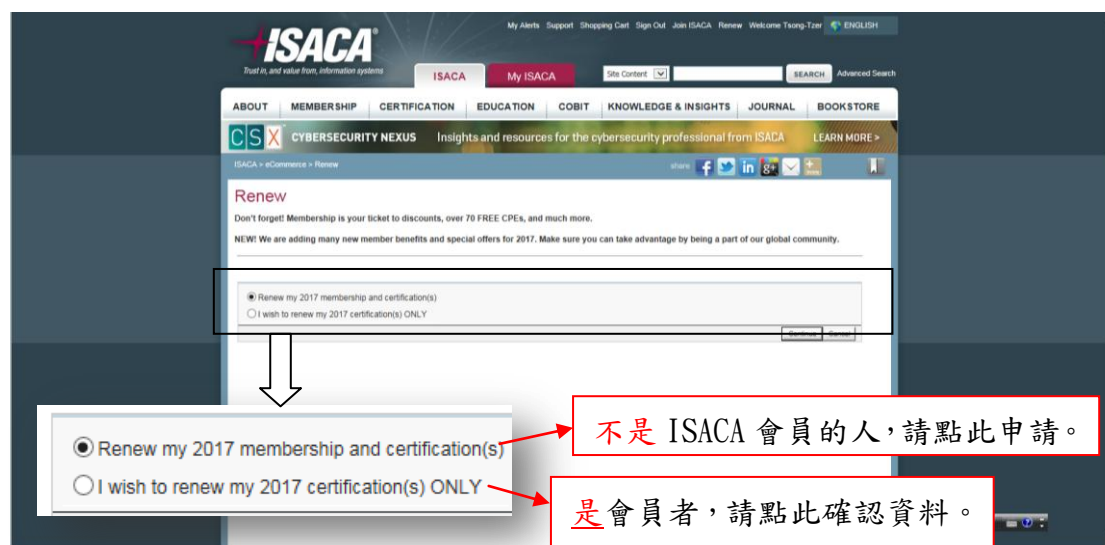 My Alerts Support Shopping Cart Sign Out Join ISACA Renew Welcome Tsong-Tzer ENGLISH
ISACA®
Trust in, and value from, information systems
ISACA My ISACA Site Content SEARCH Advanced Search
ABOUT MEMBERSHIP CERTIFICATION EDUCATION COBIT KNOWLEDGE & INSIGHTS JOURNAL BOOKSTORE
CSX CYBERSECURITY NEXUS Insights and resources for the cybersecurity professional from ISACA LEARN MORE >
ISACA > eCommerce > Renew share
Renew
Don't forget! Membership is your ticket to discounts, over 70 FREE CPEs, and much more.
NEW! We are adding many new member benefits and special offers for 2017. Make sure you can take advantage by being a part of our global community.
Renew my 2017 membership and certification(s)
I wish to renew my 2017 certification(s) ONLY
Continue Cancel
Renew my 2017 membership and certification(s)
不是 ISACA 會員的人,請點此申請。
I wish to renew my 2017 certification(s) ONLY
是會員者,請點此確認資料。